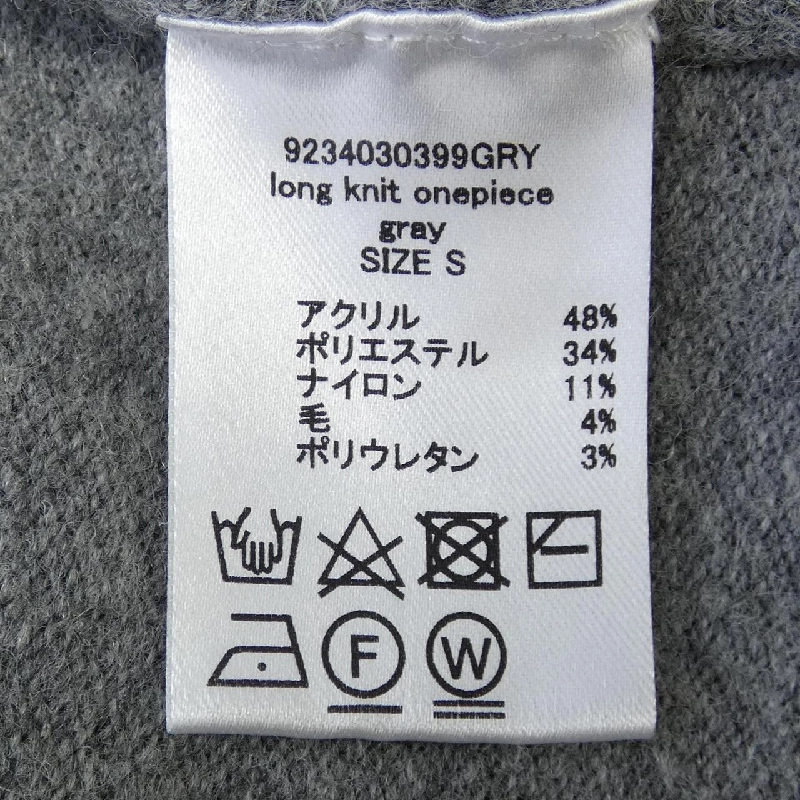 9234030399GRY
long knit onepiece
gray
SIZE S
アクリル 48%
ポリエステル 34%
ナイロン 11%
毛 4%
ポリウレタン 3%
F W